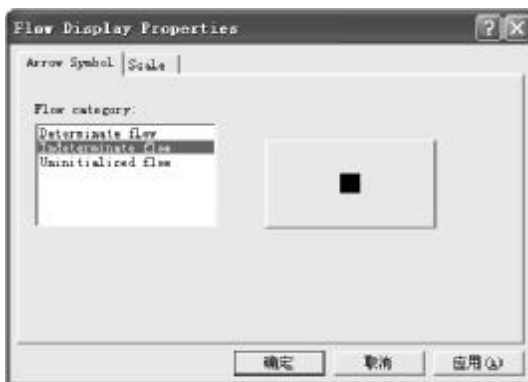 Flow Display Properties
Arrow Symbol
Scale
Flow category:
Determinate flow
Indeterminate flow
Uninitialized flow
确定
取消
应用(A)